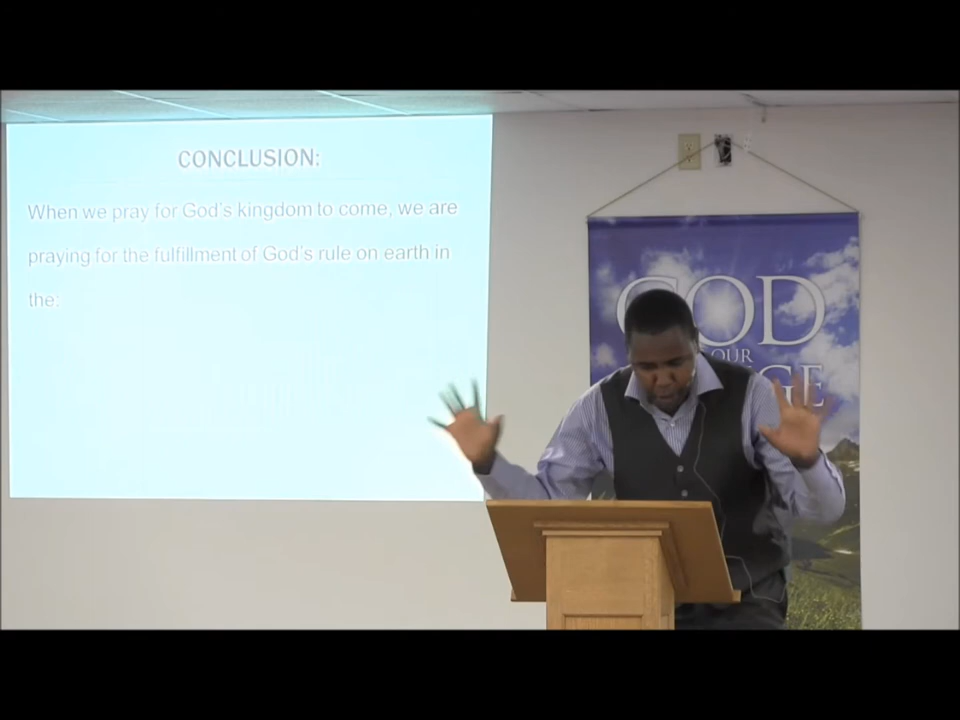 CONCLUSION:
When we pray for God's kingdom to come, we are
praying for the fulfillment of God's rule on earth in
the:
GOD
OUR